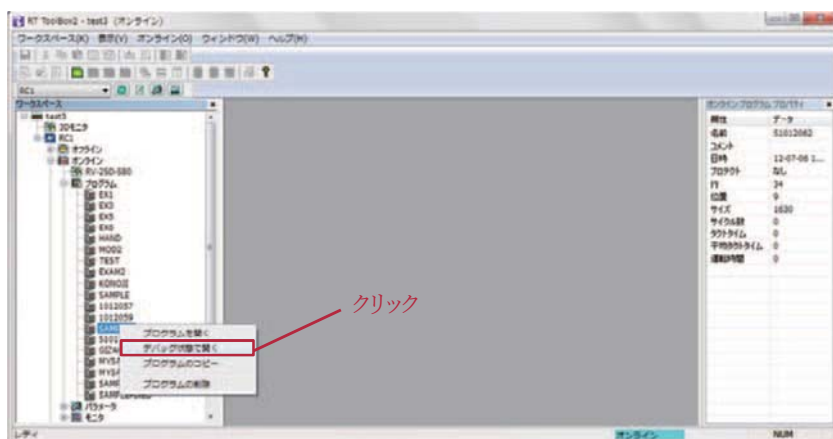 RT ToolBox2 - test3 (オンライン)
ワークスペース(K) 表示(V) オンライン(O) ウィンドウ(W) ヘルプ(H)
RC1
ワークスペース
test3
3Dモニタ
RC1
オフライン
オンライン
RV-2SD-SBD
プログラム
EX1
EX3
EX5
EX6
HAND
MOD2
TEST
EXAM2
KOROJI
SAMPLE
1012057
1012059
パラメータ
モニタ
プログラムを開く
デバッグ状態で開く
プログラムのコピー
プログラムの削除
クリック
オンライン プログラム プロパティ
属性 データ
名前 S1012062
コメント
日時 12-07-06 1...
プロテクト なし
行 34
位置 9
サイズ 1630
サイクル数 0
タクトタイム 0
平均タクトタイム 0
運転時間 0
レディ
オンライン
NUM